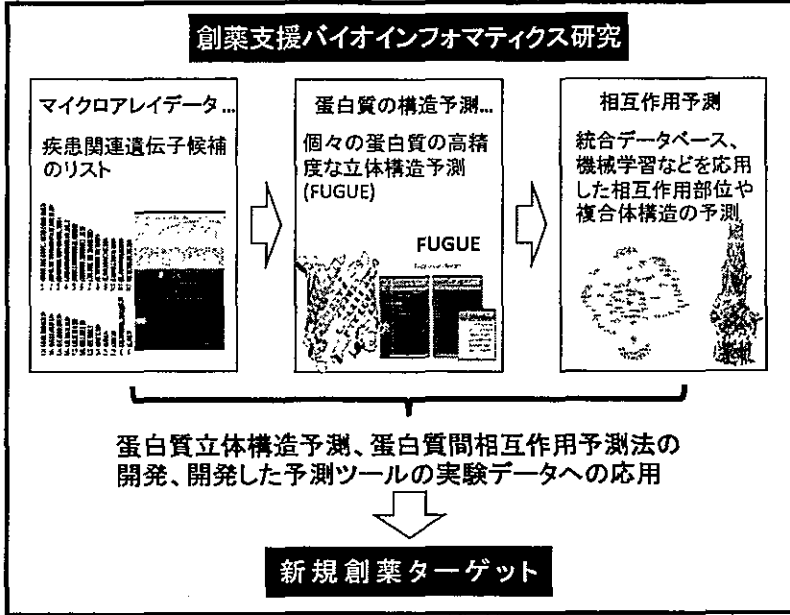 創薬支援バイオインフォマティクス研究
マイクロアレイデータ...
疾患関連遺伝子候補
のリスト
蛋白質の構造予測...
個々の蛋白質の高精
度な立体構造予測
(FUGUE)
FUGUE
相互作用予測
統合データベース、
機械学習などを応用
した相互作用部位や
複合体構造の予測
蛋白質立体構造予測、蛋白質間相互作用予測法の
開発、開発した予測ツールの実験データへの応用
新規創薬ターゲット